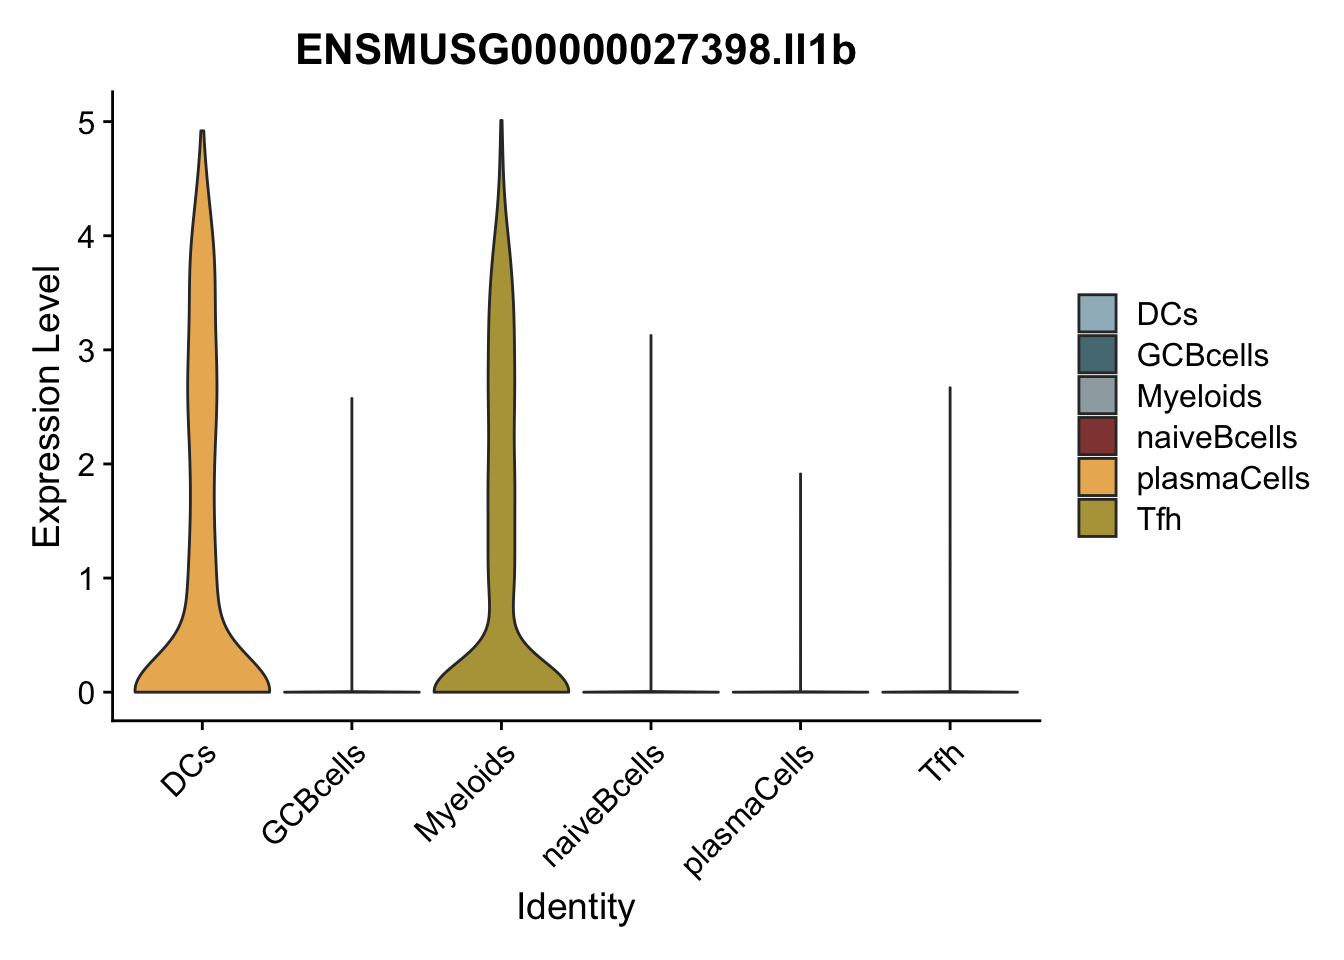 ENSMUSG00000027398.Il1b
Expression Level
5
4
3
2
1
0
DCs
GCBcells
Myeloids
naiveBcells
plasmaCells
Tfh
Identity
DCs
GCBcells
Myeloids
naiveBcells
plasmaCells
Tfh